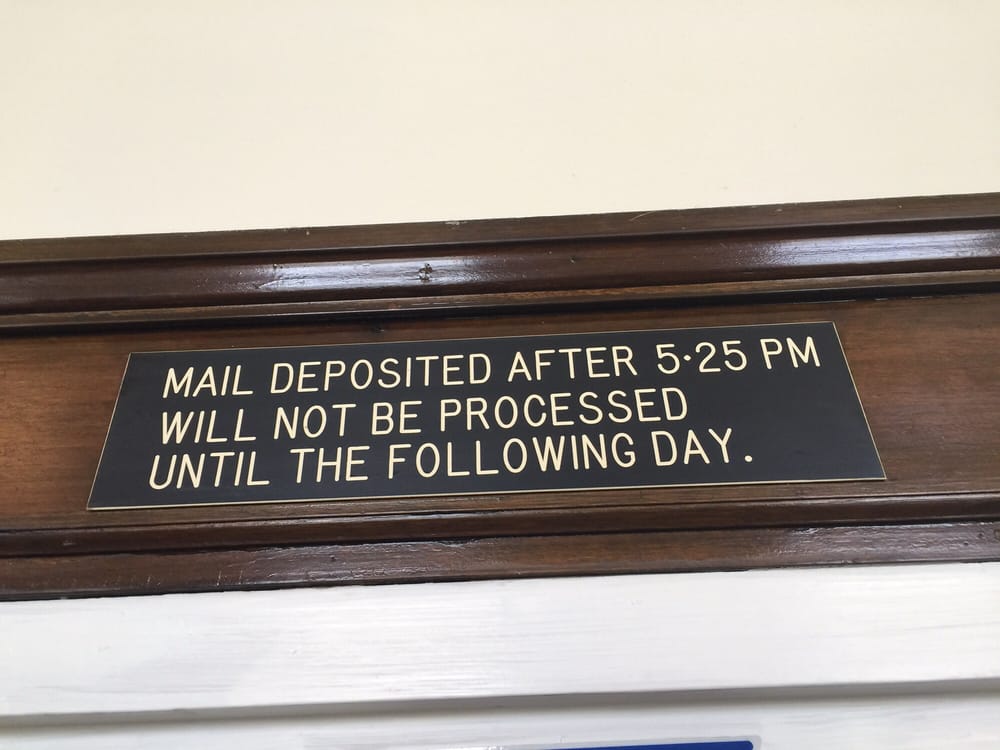 MAIL DEPOSITED AFTER 5·25 PM
WILL NOT BE PROCESSED
UNTIL THE FOLLOWING DAY.